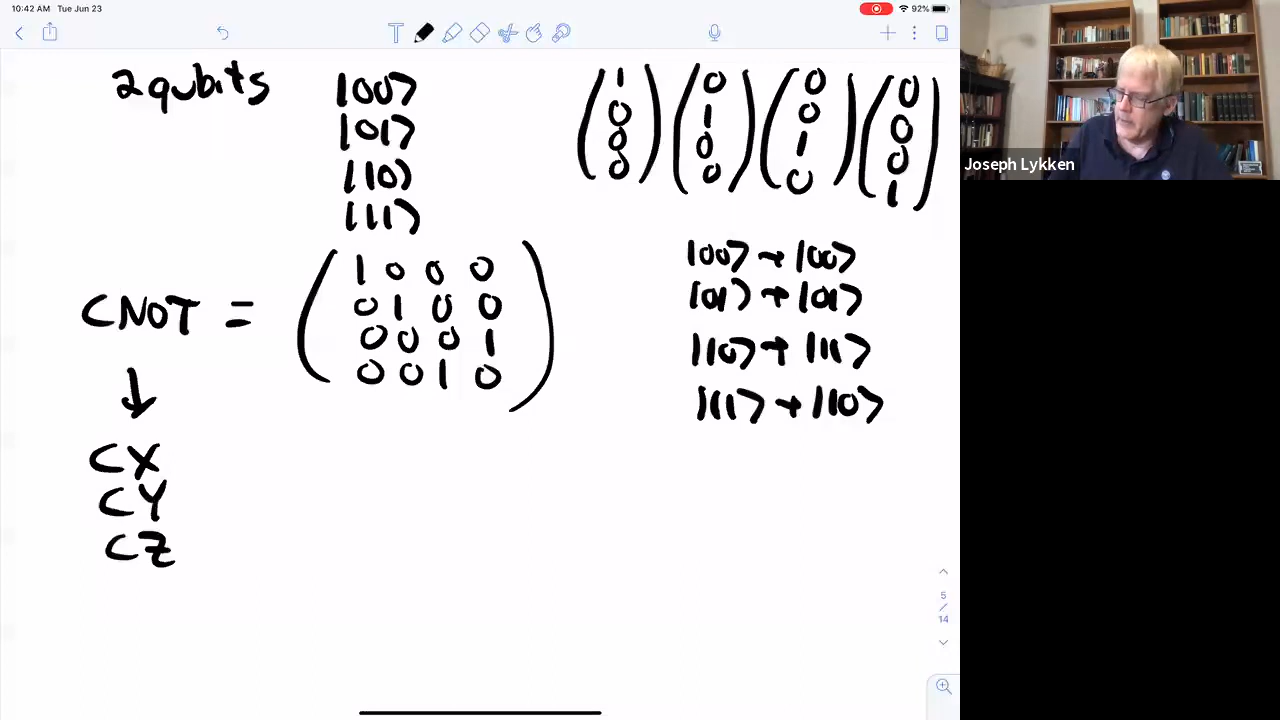 10:42 AM Tue Jun 23
92%
2 qubits
|00⟩
|01⟩
|10⟩
|11⟩
( 1 0 0 0 ) ( 0 1 0 0 ) ( 0 0 1 0 ) ( 0 0 0 1 )
CNOT = ( 1 0 0 0
0 1 0 0
0 0 0 1
0 0 1 0 )
|00⟩ → |00⟩
|01⟩ → |01⟩
|10⟩ → |11⟩
|11⟩ → |10⟩
↓
CX
CY
CZ
5
/
14
Joseph Lykken